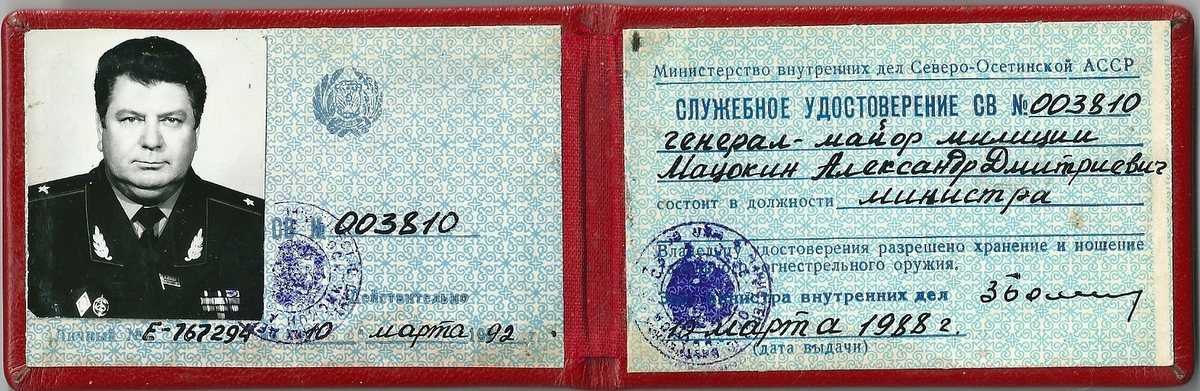 СВ № 003810
Действительно
Личный № Е-767294 10 марта 1992 г.
Министерство внутренних дел Северо-Осетинской АССР
СЛУЖЕБНОЕ УДОСТОВЕРЕНИЕ СВ № 003810
генерал-майор милиции
Мацокин Александр Дмитриевич
состоит в должности министра
Владельцу удостоверения разрешено хранение и ношение
огнестрельного оружия.
министра внутренних дел
марта 1988 г.
(дата выдачи)